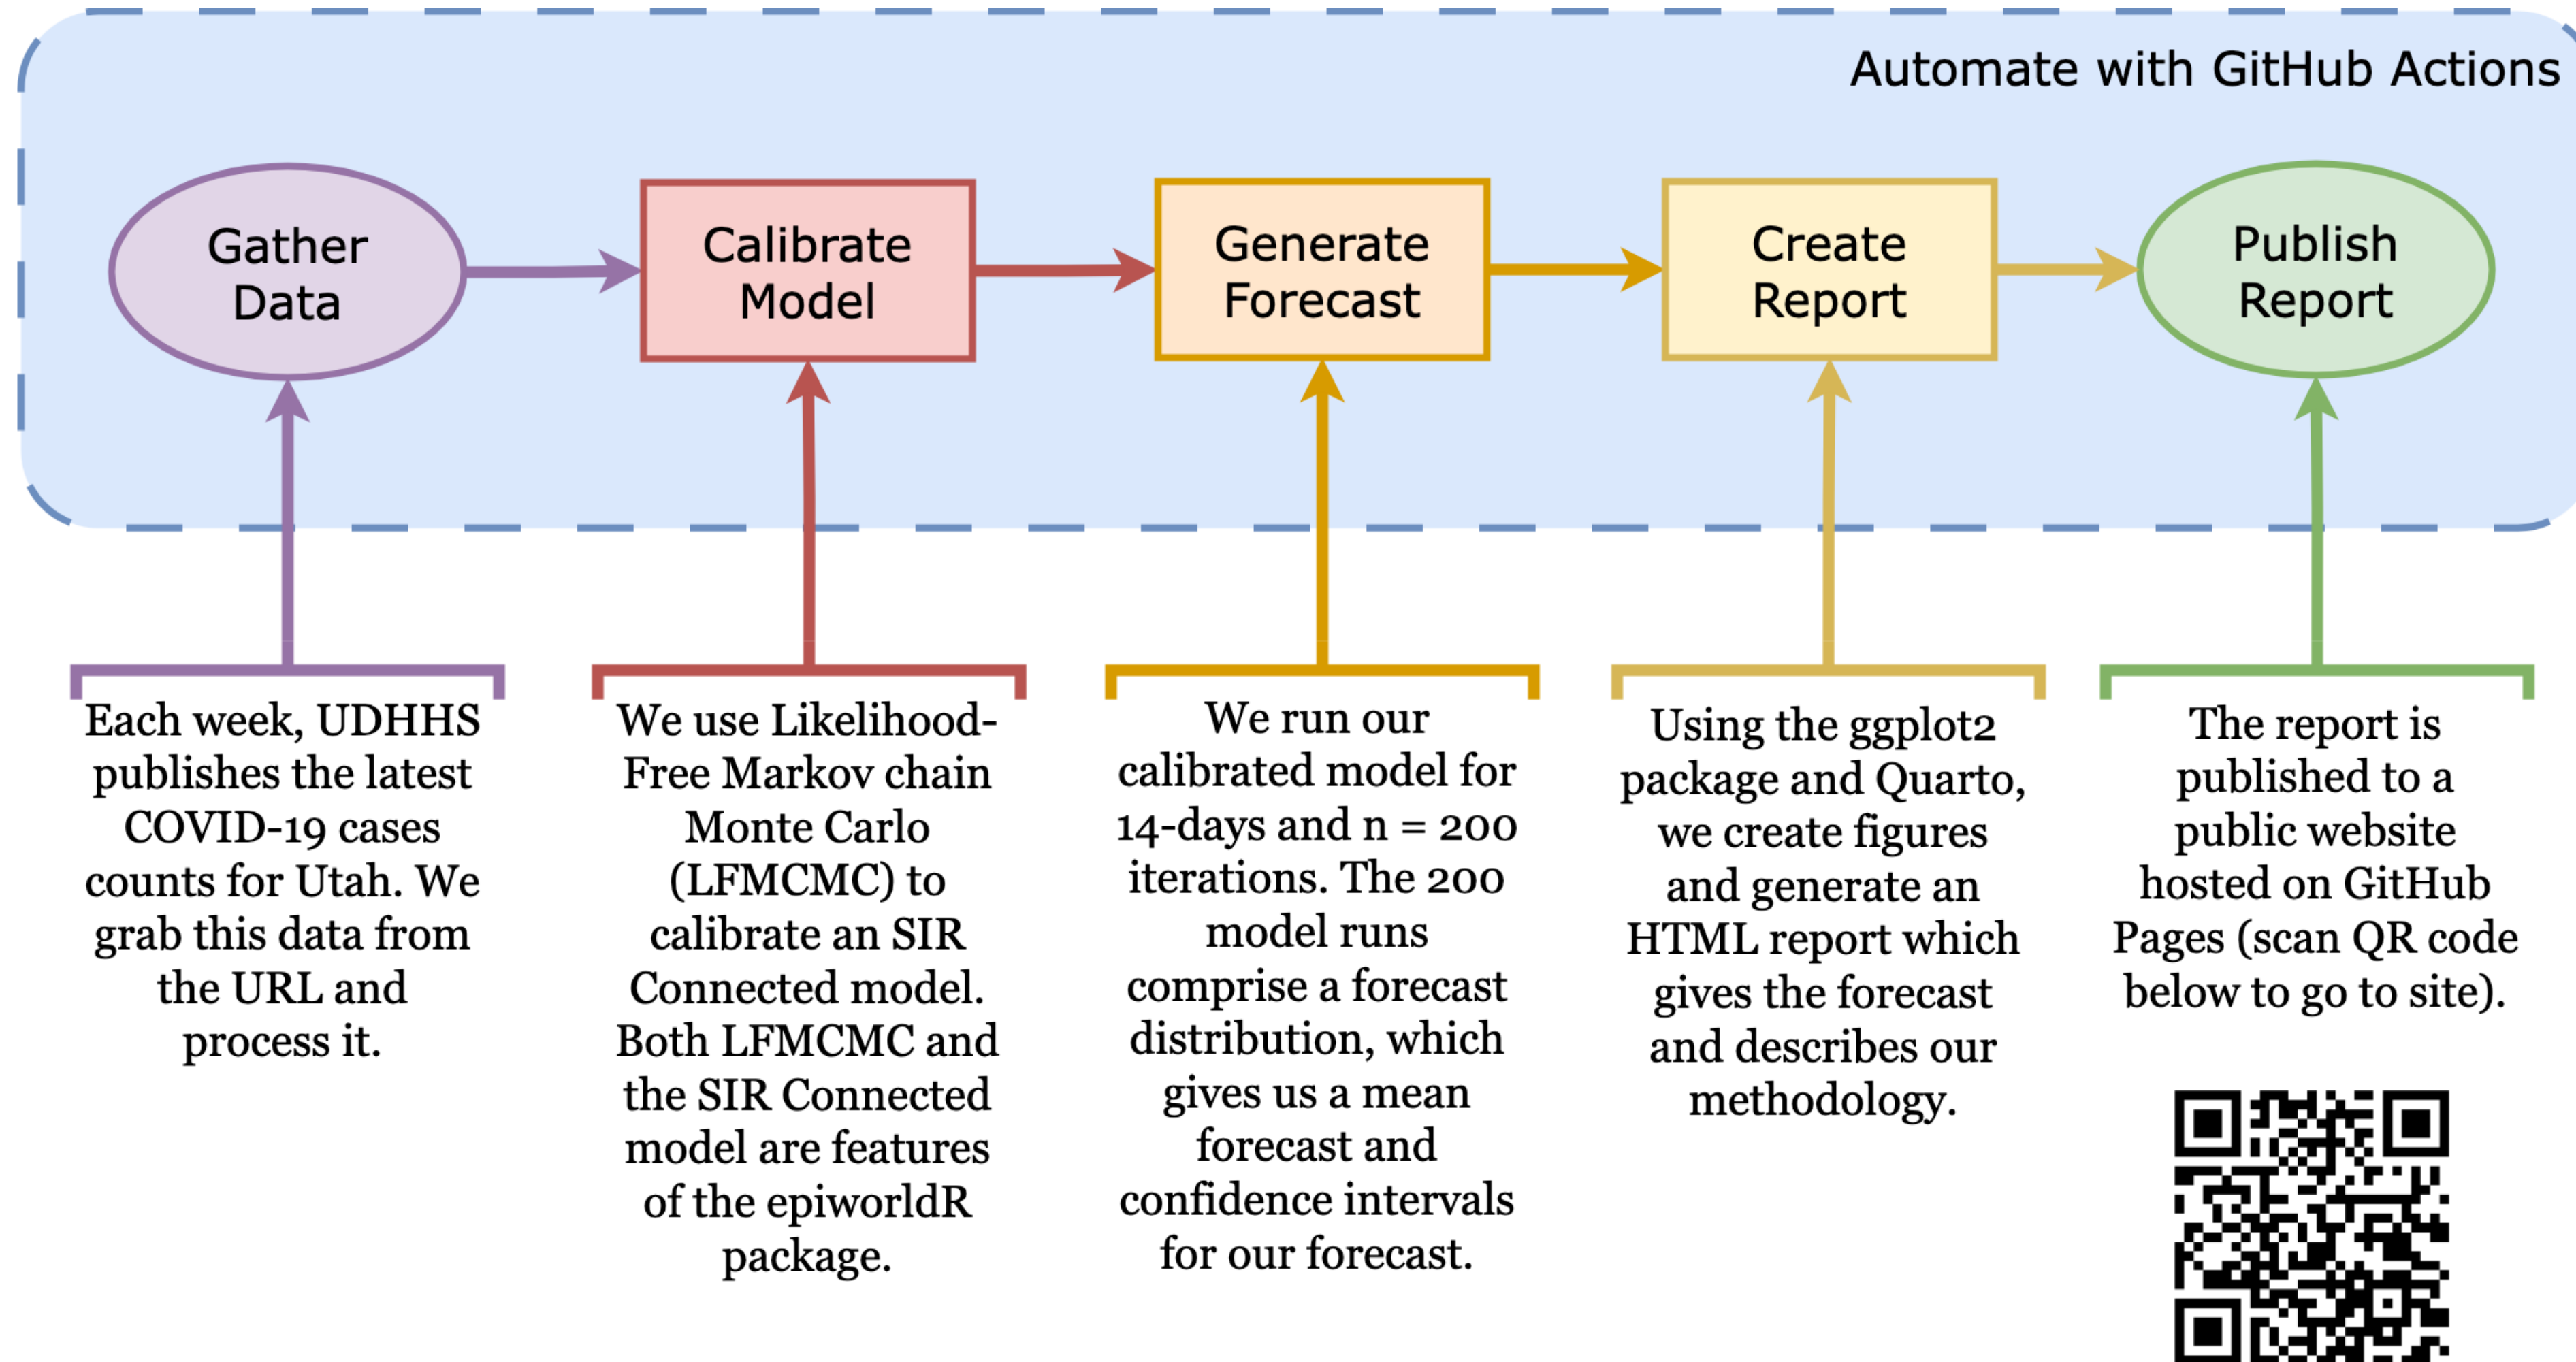 Automate with GitHub Actions
Gather
Data
Calibrate
Model
Generate
Forecast
Create
Report
Publish
Report
Each week, UDHHS
publishes the latest
COVID-19 cases
counts for Utah. We
grab this data from
the URL and
process it.
We use Likelihood-
Free Markov chain
Monte Carlo
(LFMCMC) to
calibrate an SIR
Connected model.
Both LFMCMC and
the SIR Connected
model are features
of the epiworldR
package.
We run our
calibrated model for
14-days and n = 200
iterations. The 200
model runs
comprise a forecast
distribution, which
gives us a mean
forecast and
confidence intervals
for our forecast.
Using the ggplot2
package and Quarto,
we create figures
and generate an
HTML report which
gives the forecast
and describes our
methodology.
The report is
published to a
public website
hosted on GitHub
Pages (scan QR code
below to go to site).